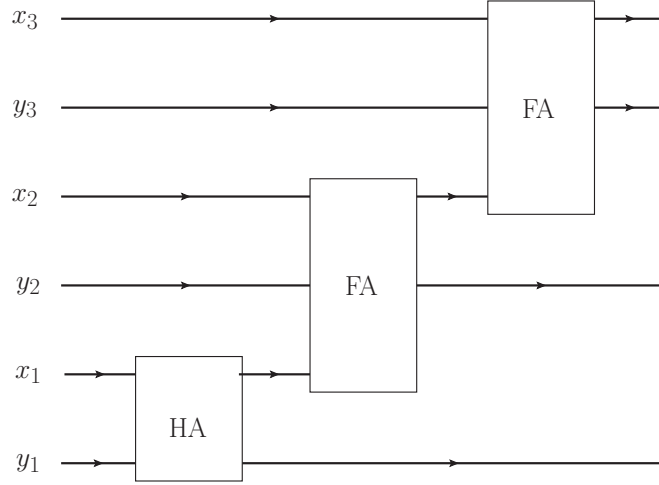 x₃
y₃ FA
x₂
y₂ FA
x₁
HA
y₁